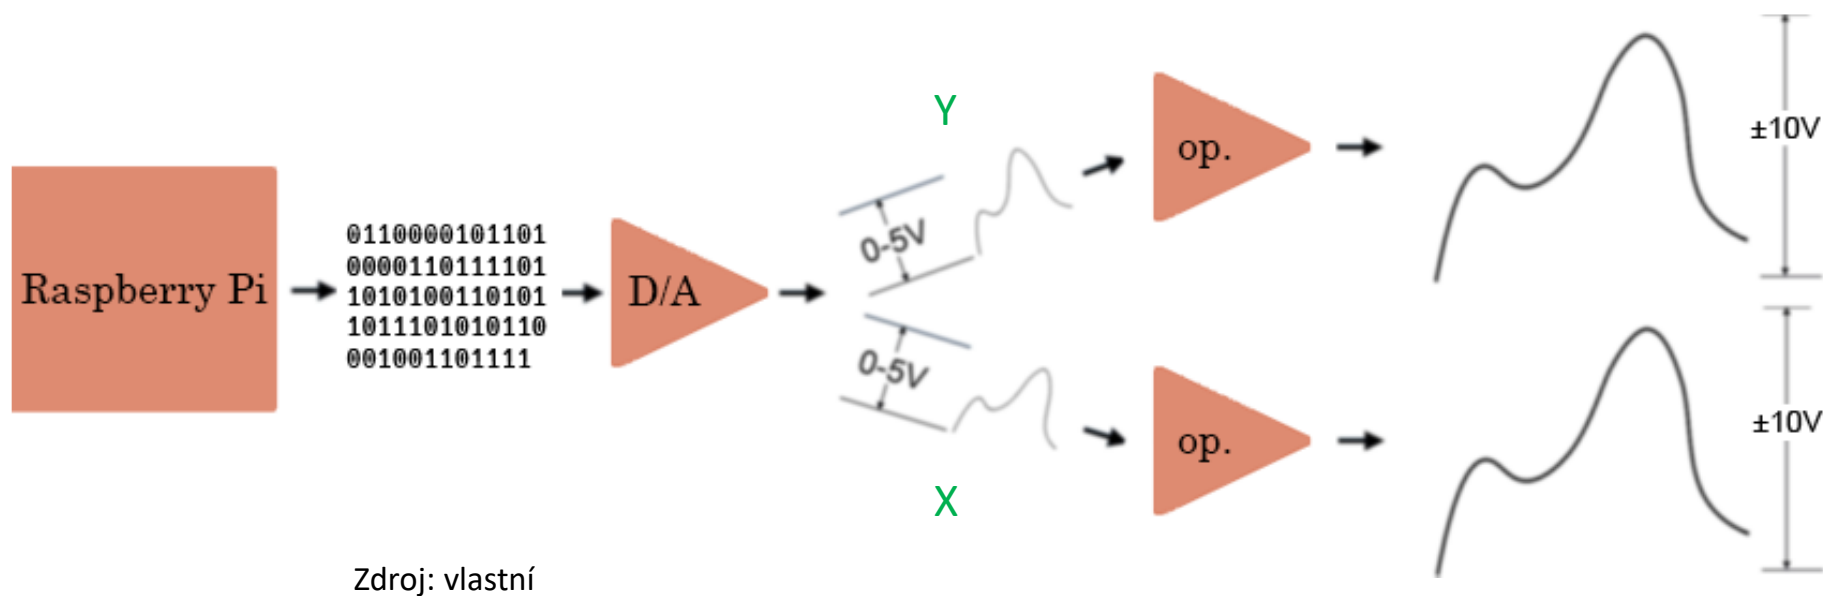 Raspberry Pi
0110000101101
0000110111101
1010100110101
1011101010110
001001101111
D/A
Y
0-5V
0-5V
X
op.
op.
±10V
±10V
Zdroj: vlastní